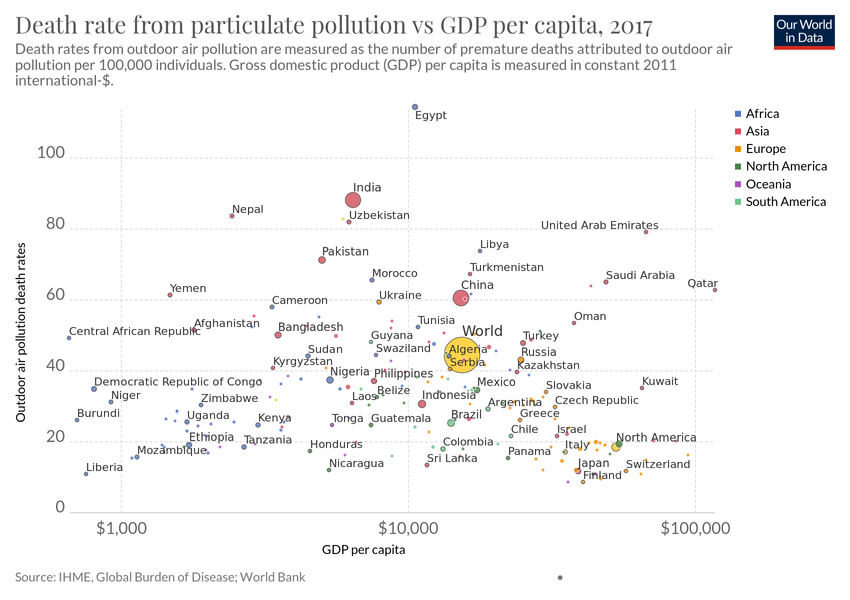 Death rate from particulate pollution vs GDP per capita, 2017
Our World
in Data
Death rates from outdoor air pollution are measured as the number of premature deaths attributed to outdoor air
pollution per 100,000 individuals. Gross domestic product (GDP) per capita is measured in constant 2011
international-$.
Egypt
Africa
Asia
Europe
North America
Oceania
South America
100
India
Nepal
Uzbekistan
80
United Arab Emirates
Libya
Pakistan
Turkmenistan
Morocco
Saudi Arabia
China
Qatar
Yemen
Ukraine
60
Cameroon
Oman
Tunisia
Central African Republic
Afghanistan
Bangladesh
World
Guyana
Turkey
Swaziland
Algeria
Sudan
Russia
40
Kyrgyzstan
Serbia
Kazakhstan
Nigeria
Philippines
Democratic Republic of Congo
Mexico
Slovakia
Kuwait
Niger
Belize
Laos
Indonesia
Zimbabwe
Argentina
Czech Republic
Burundi
Uganda
Kenya
Tonga
Guatemala
Brazil
Greece
20
Chile
Israel
Ethiopia
Tanzania
North America
Mozambique
Honduras
Colombia
Panama
Italy
Liberia
Nicaragua
Sri Lanka
Japan
Switzerland
Finland
0
Outdoor air pollution death rates
$1,000
$10,000
$100,000
GDP per capita
Source: IHME, Global Burden of Disease; World Bank